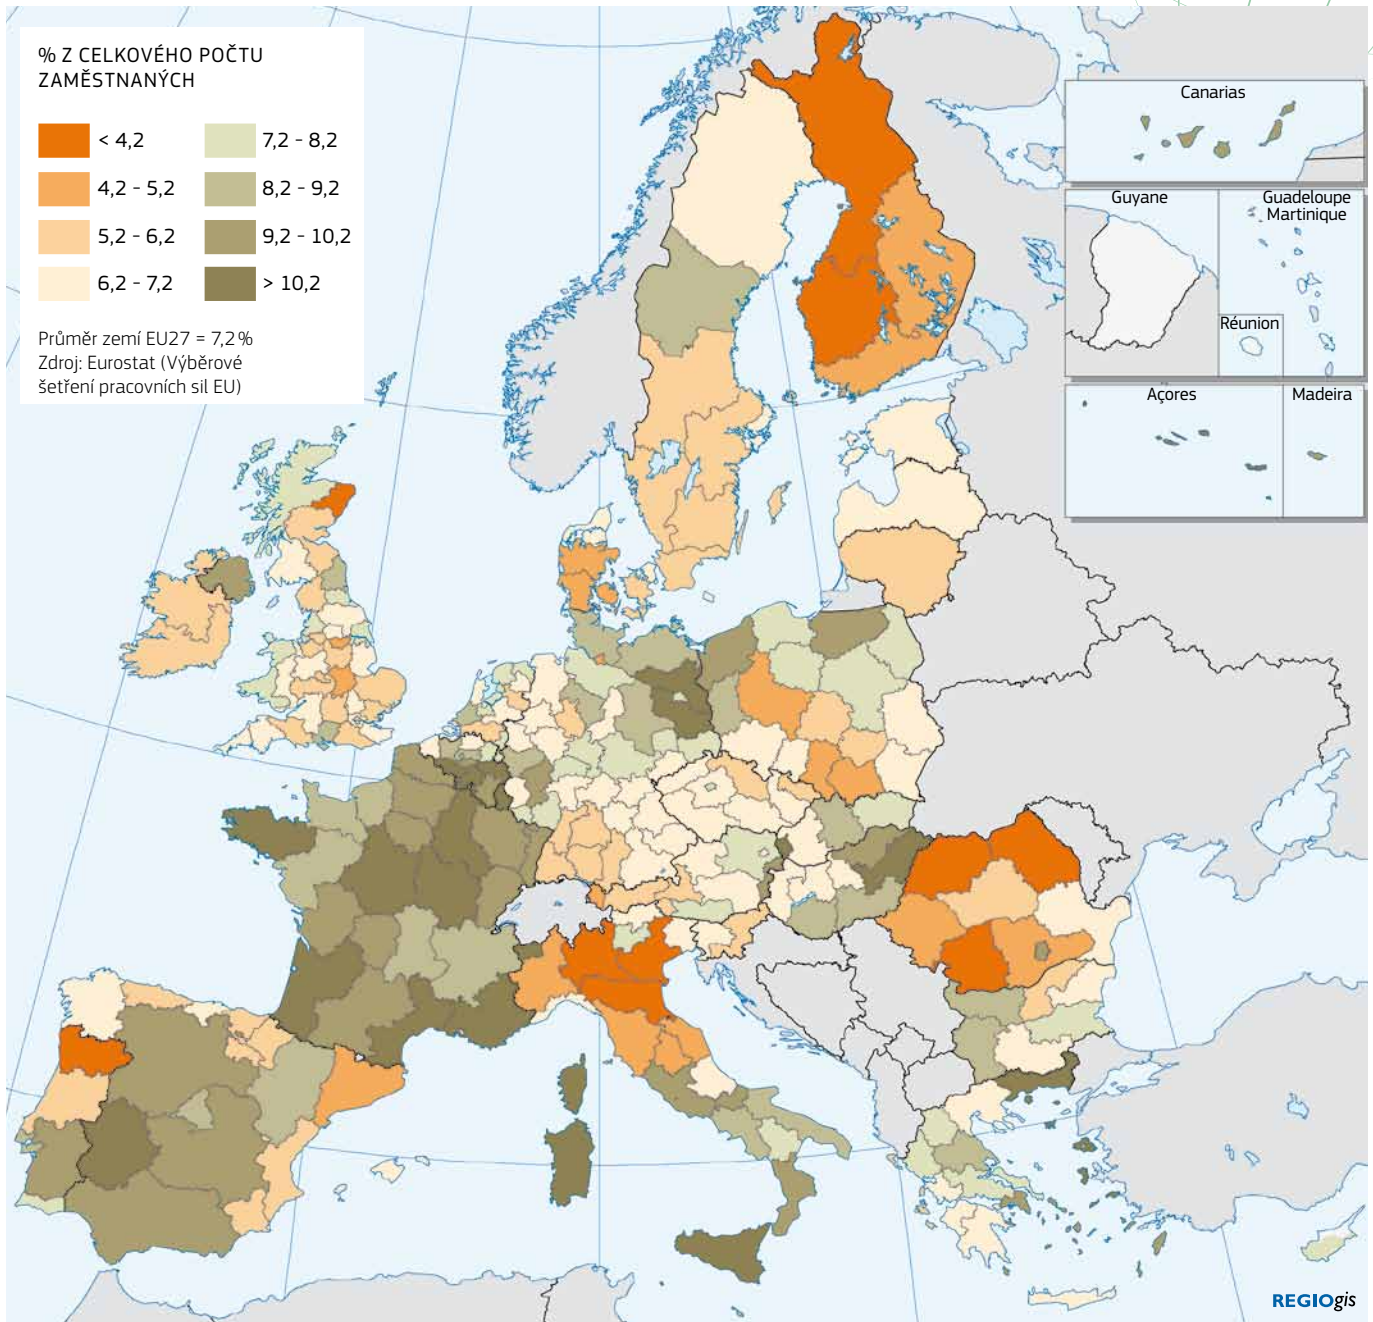 % Z CELKOVÉHO POČTU
ZAMĚSTNANÝCH
< 4,2
7,2 - 8,2
4,2 - 5,2
8,2 - 9,2
5,2 - 6,2
9,2 - 10,2
6,2 - 7,2
> 10,2
Průměr zemí EU27 = 7,2%
Zdroj: Eurostat (Výběrové
šetření pracovních sil EU)
Canarias
Guyane
Guadeloupe
Martinique
Réunion
Açores
Madeira
REGIOgis